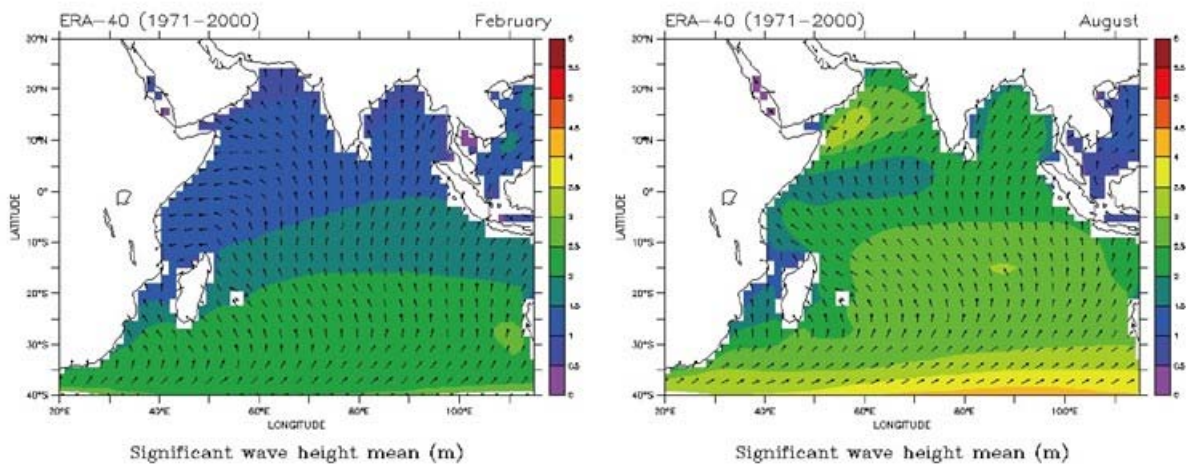 ERA-40 (1971-2000) February
30°N
20°N
10°N
0°
10°S
20°S
30°S
40°S
LATITUDE
20°E 40°E 60°E 80°E 100°E
LONGITUDE
6
5.5
5
4.5
4
3.5
3
2.5
2
1.5
1
0.5
0
Significant wave height mean (m)
ERA-40 (1971-2000) August
30°N
20°N
10°N
0°
10°S
20°S
30°S
40°S
LATITUDE
20°E 40°E 60°E 80°E 100°E
LONGITUDE
6
5.5
5
4.5
4
3.5
3
2.5
2
1.5
1
0.5
0
Significant wave height mean (m)